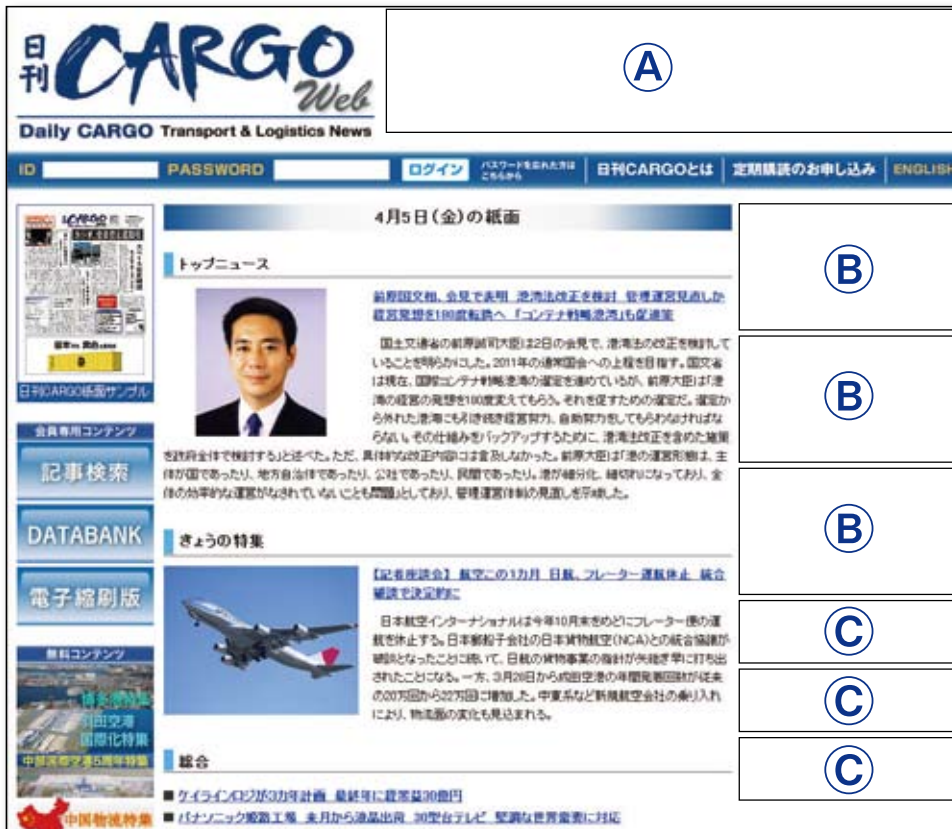 日刊CARGO
Web
Daily CARGO Transport & Logistics News
A
ID PASSWORD ログイン パスワードを忘れた方は
こちらから
日刊CARGOとは 定期購読のお申し込み ENGLISH
4月5日(金)の紙面
トップニュース
前原国交相、会見で表明 港湾法改正を検討 管理運営見直しか
経営発想を180度転換へ 「コンテナ戦略港湾」も促進策
国土交通省の前原誠司大臣は2日の会見で、港湾法の改正を検討して
いることを明らかにした。2011年の通常国会への上程を目指す。国交省
は現在、国際コンテナ戦略港湾の選定を進めているが、前原大臣は「港
湾の経営の発想を180度変えてもらう。それを促すための選定だ。選定か
ら外れた港湾にも引き続き経営努力、自助努力をしてもらわなければな
らない。その仕組みをバックアップするために、港湾法改正を含めた施策
を政府全体で検討する」と述べた。ただ、具体的な改正内容には言及しなかった。前原大臣は「港の運営形態は、主
体が国であったり、地方自治体であったり、公社であったり、民間であったり。港が細分化、細切れになっており、全
体の効率的な運営がなされていないことも問題」としており、管理運営体制の見直しを示唆した。
きょうの特集
【記者座談会】 航空この1カ月 日航、フレーター運航休止 統合
破談で決定的に
日本航空インターナショナルは今年10月末をめどにフレーター便の運
航を休止する。日本郵船子会社の日本貨物航空(NCA)との統合協議が
破談となったことに続いて、日航の貨物事業の指針が矢継ぎ早に打ち出
されたことになる。一方、3月28日から成田空港の年間発着回数が従来
の20万回から22万回に増加した。中東系など新規航空会社の乗り入れ
により、物流面の変化も見込まれる。
総合
■ ケイラインロジが3カ年計画 最終年に経常益30億円
■ パナソニック姫路工場 来月から液晶出荷 30型台テレビ 堅調な世界需要に対応
日刊CARGO紙面サンプル
会員専用コンテンツ
記事検索
DATABANK
電子縮刷版
無料コンテンツ
博多港特集
羽田空港
国際化特集
中部国際空港5周年特集
中国物流特集
B
B
B
C
C
C